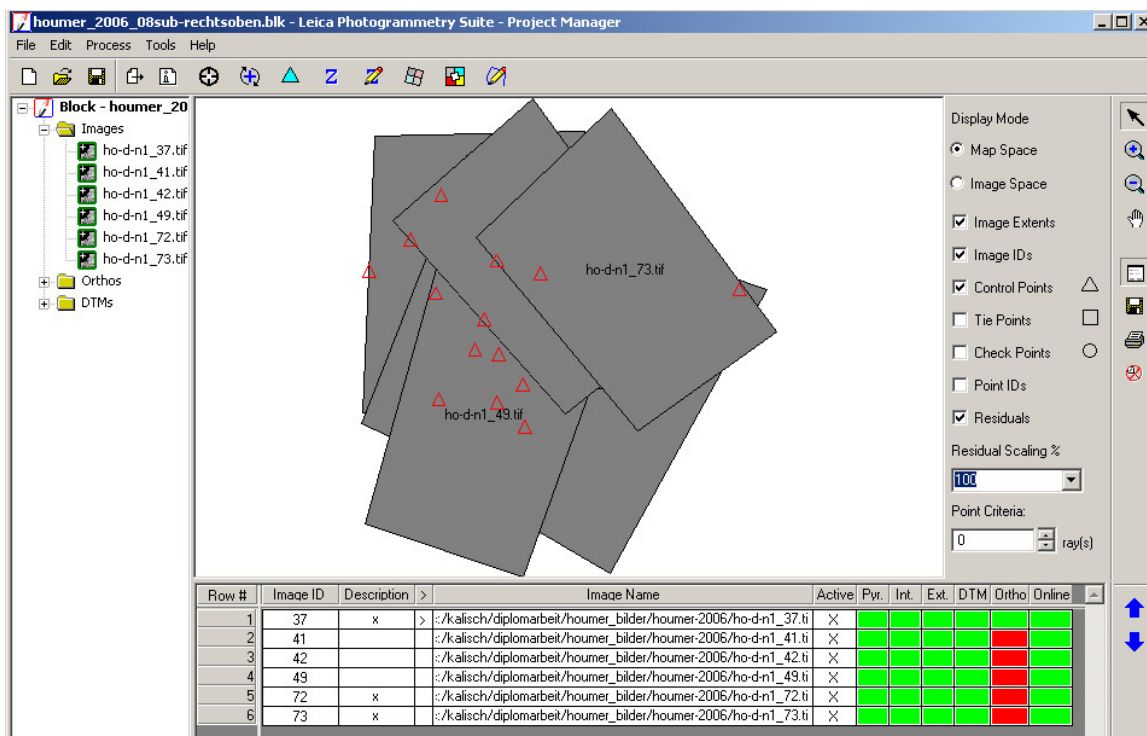 houmer_2006_08sub-rechtsoben.blk - Leica Photogrammetry Suite - Project Manager
File Edit Process Tools Help
Block - houmer_20
Images
ho-d-n1_37.tif
ho-d-n1_41.tif
ho-d-n1_42.tif
ho-d-n1_49.tif
ho-d-n1_72.tif
ho-d-n1_73.tif
Orthos
DTMs
ho-d-n1_73.tif
ho-d-n1_49.tif
Display Mode
Map Space
Image Space
Image Extents
Image IDs
Control Points
Tie Points
Check Points
Point IDs
Residuals
Residual Scaling %
100
Point Criteria:
0 ray(s)
Row # Image ID Description > Image Name Active Pyr. Int. Ext. DTM Ortho Online
1 37 x > :/kalisch/diplomarbeit/houmer_bilder/houmer-2006/ho-d-n1_37.ti X
2 41 :/kalisch/diplomarbeit/houmer_bilder/houmer-2006/ho-d-n1_41.ti X
3 42 :/kalisch/diplomarbeit/houmer_bilder/houmer-2006/ho-d-n1_42.ti X
4 49 :/kalisch/diplomarbeit/houmer_bilder/houmer-2006/ho-d-n1_49.ti X
5 72 x :/kalisch/diplomarbeit/houmer_bilder/houmer-2006/ho-d-n1_72.ti X
6 73 x :/kalisch/diplomarbeit/houmer_bilder/houmer-2006/ho-d-n1_73.ti X